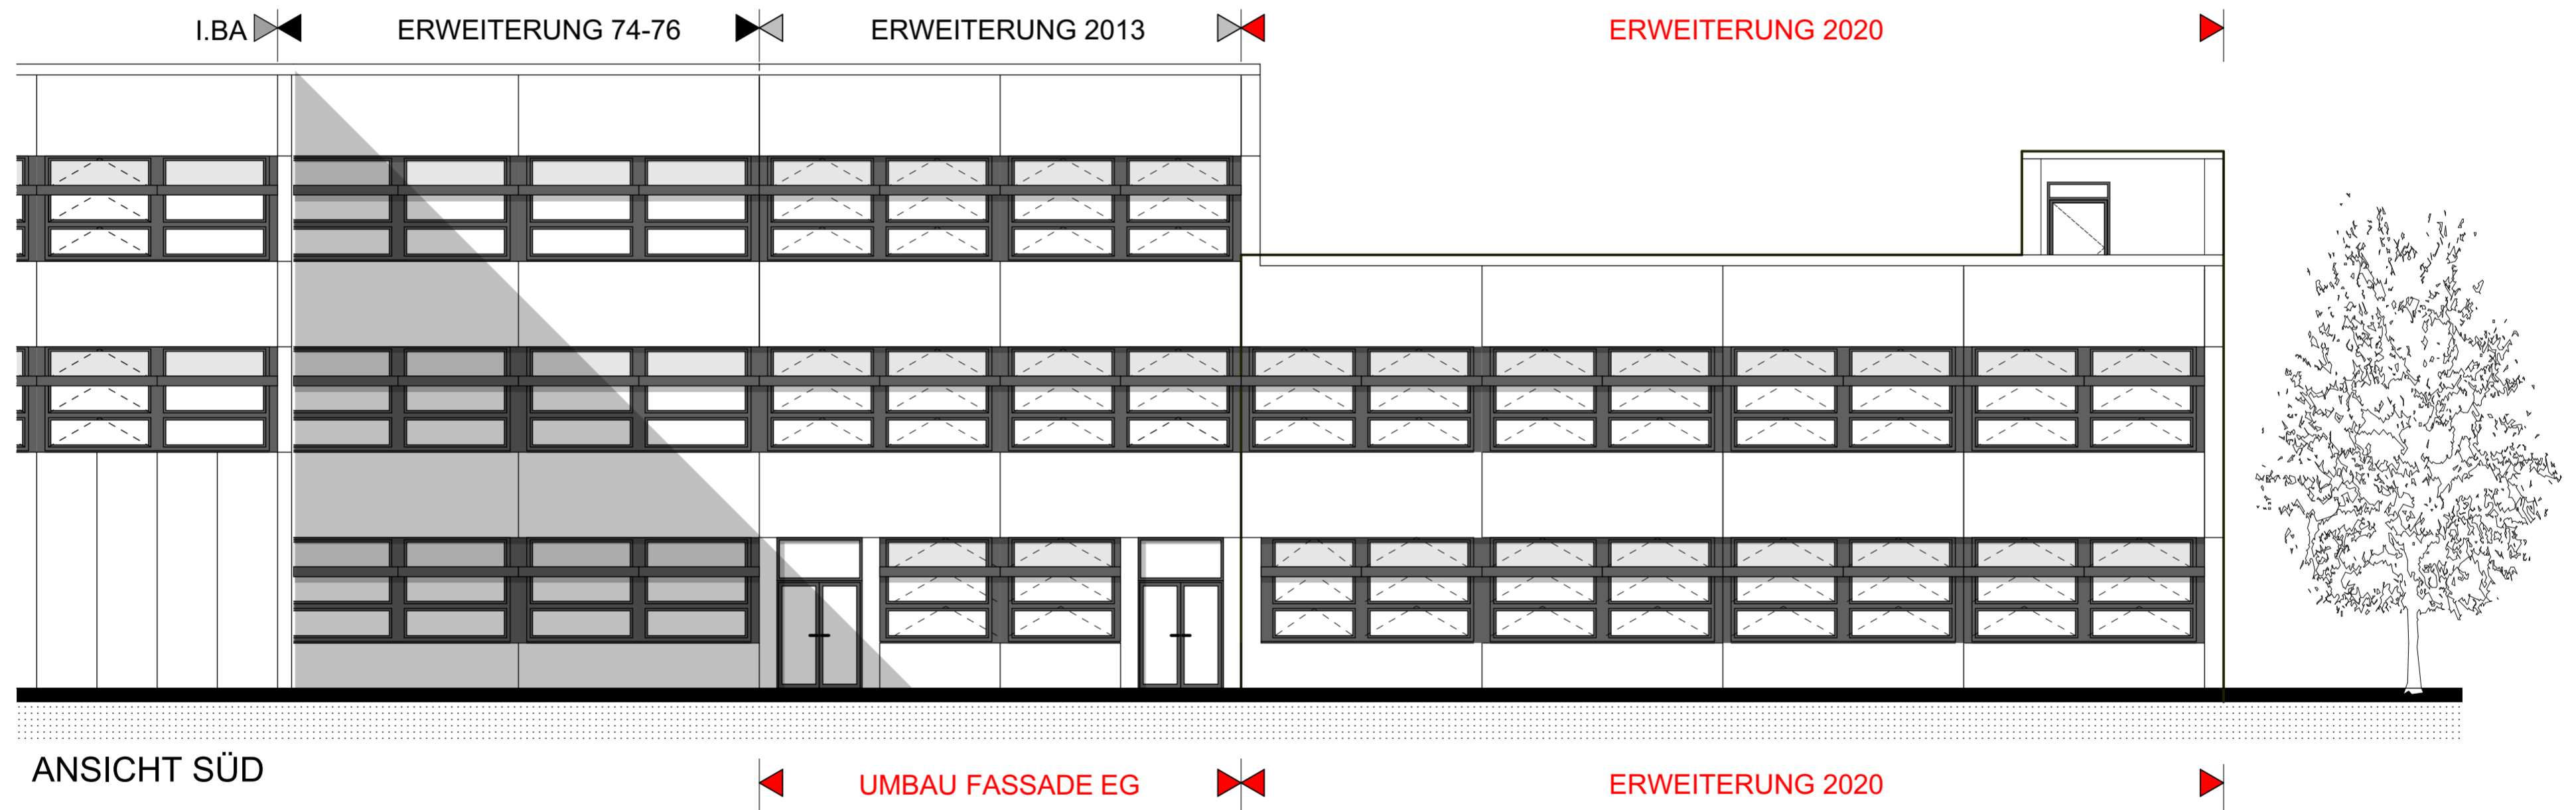 I.BA
ERWEITERUNG 74-76
ERWEITERUNG 2013
ERWEITERUNG 2020
ANSICHT SÜD
UMBAU FASSADE EG
ERWEITERUNG 2020